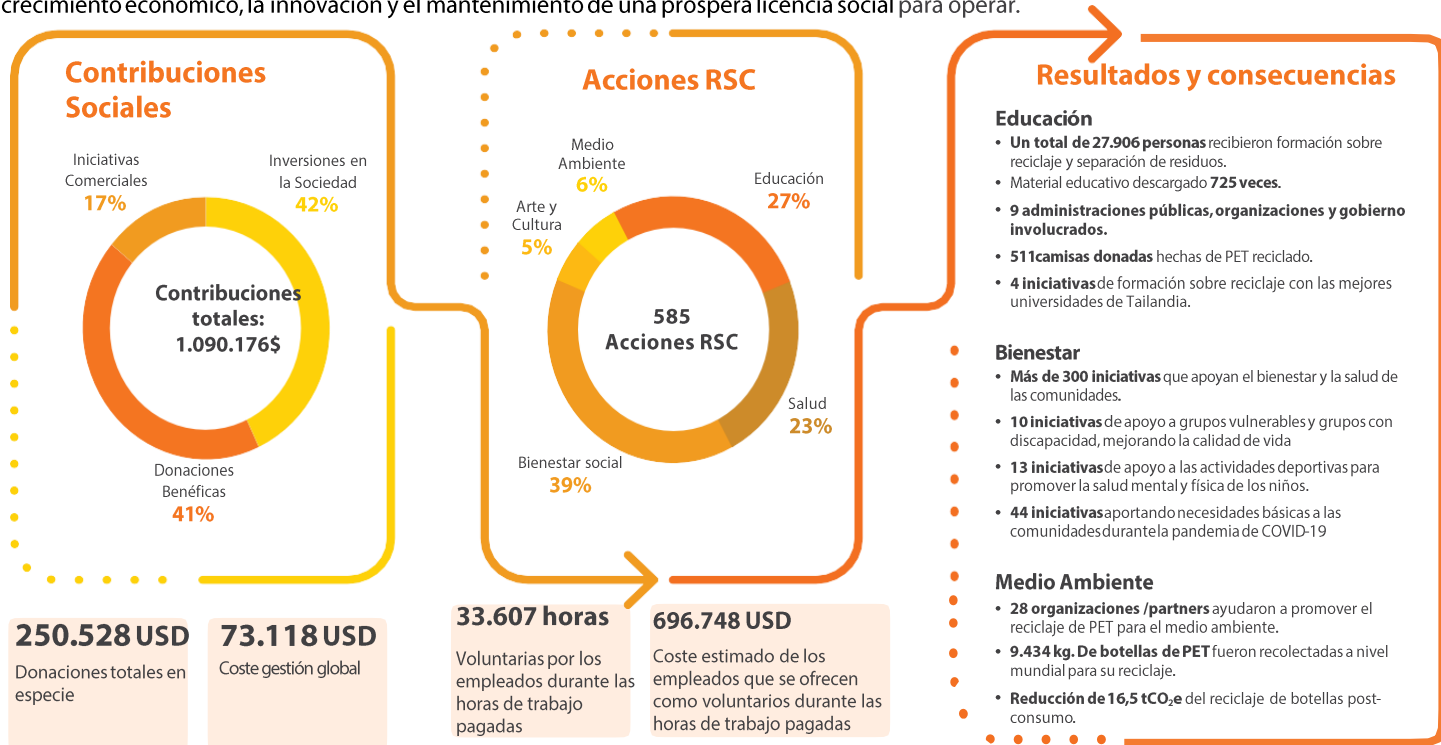 crecimiento económico, la innovación y el mantenimiento de una próspera licencia social para operar.
Contribuciones
Sociales
Iniciativas
Comerciales
17%
Inversiones en
la Sociedad
42%
Contribuciones
totales:
1.090.176$
Donaciones
Benéficas
41%
250.528 USD
Donaciones totales en
especie
73.118 USD
Coste gestión global
Acciones RSC
Medio
Ambiente
6%
Educación
27%
Arte y
Cultura
5%
585
Acciones RSC
Salud
23%
Bienestar social
39%
33.607 horas
Voluntarias por los
empleados durante las
horas de trabajo
pagadas
696.748 USD
Coste estimado de los
empleados que se ofrecen
como voluntarios durante las
horas de trabajo pagadas
Resultados y consecuencias
Educación
• Un total de 27.906 personas recibieron formación sobre
reciclaje y separación de residuos.
• Material educativo descargado 725 veces.
• 9 administraciones públicas, organizaciones y gobierno
involucrados.
• 511camisas donadas hechas de PET reciclado.
• 4 iniciativas de formación sobre reciclaje con las mejores
universidades de Tailandia.
Bienestar
• Más de 300 iniciativas que apoyan el bienestar y la salud de
las comunidades.
• 10 iniciativas de apoyo a grupos vulnerables y grupos con
discapacidad, mejorando la calidad de vida
• 13 iniciativas de apoyo a las actividades deportivas para
promover la salud mental y física de los niños.
• 44 iniciativas aportando necesidades básicas a las
comunidades durante la pandemia de COVID-19
Medio Ambiente
• 28 organizaciones /partners ayudaron a promover el
reciclaje de PET para el medio ambiente.
• 9.434 kg. De botellas de PET fueron recolectadas a nivel
mundial para su reciclaje.
• Reducción de 16,5 tCO₂e del reciclaje de botellas post-
consumo.